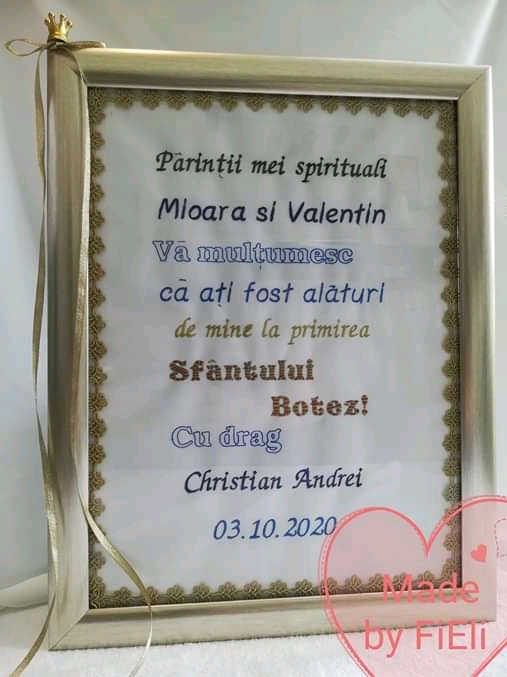 Părinții mei spirituali
Mioara si Valentin
Vă mulțumesc
că ați fost alături
de mine la primirea
Sfântului
Botez!
Cu drag
Christian Andrei
03.10.2020
Made
by FiEli